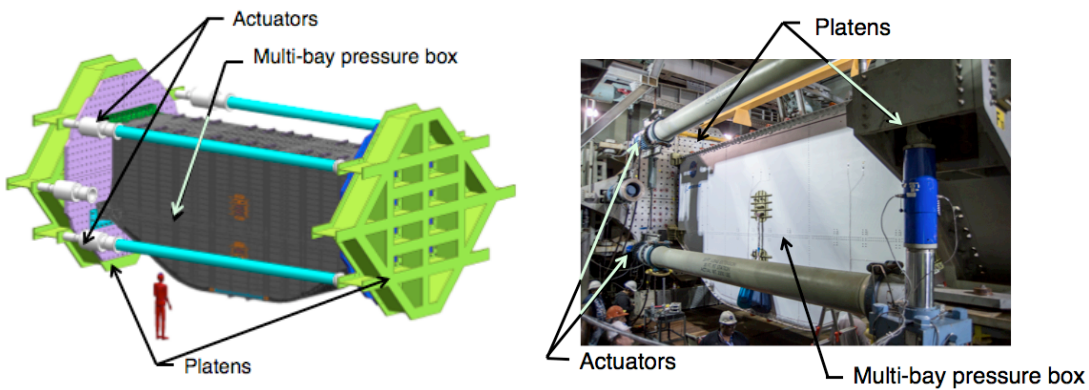 Actuators
Multi-bay pressure box
Platens
Platens
Actuators
Multi-bay pressure box